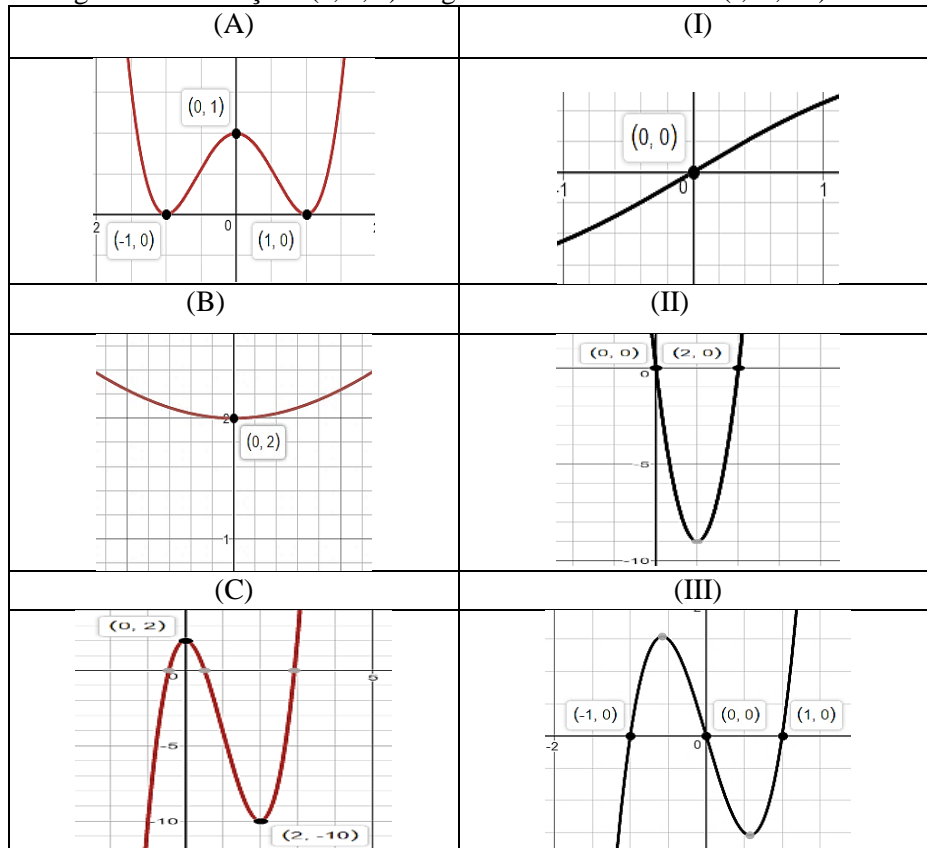 (A) (I)
(0, 1)
(-1, 0) (1, 0)
2 0
(0, 0)
-1 0 1
(B) (II)
2
(0, 2)
-1
(0, 0) (2, 0)
0
-5
-10
(C) (III)
(0, 2)
0 5
-5
-10
(2, -10)
(-1, 0) (0, 0) (1, 0)
-2 0